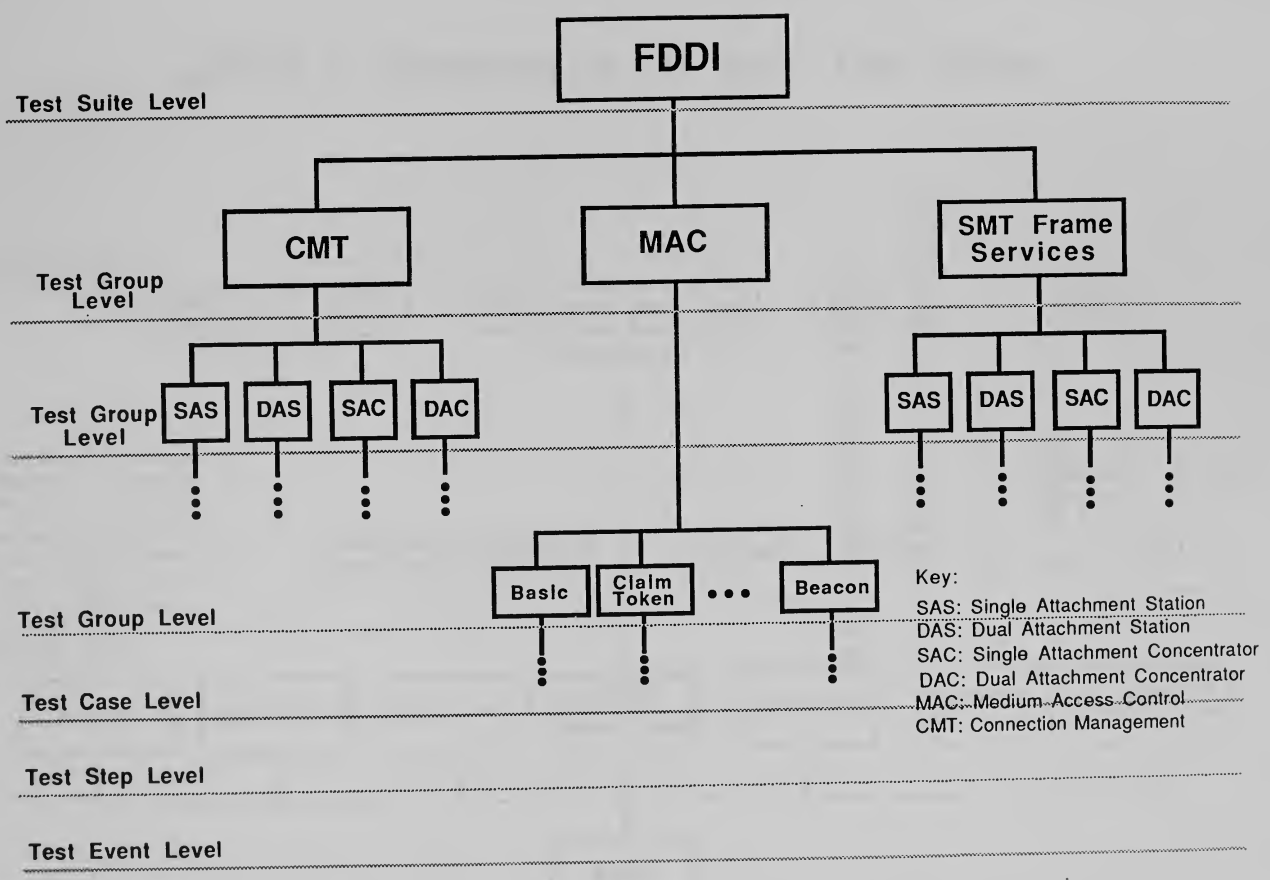 FDDI
Test Suite Level
CMT
MAC
SMT Frame
Services
Test Group
Level
Test Group
Level
SAS
DAS
SAC
DAC
SAS
DAS
SAC
DAC
Basic
Claim
Token
Beacon
Test Group Level
Key:
SAS: Single Attachment Station
DAS: Dual Attachment Station
SAC: Single Attachment Concentrator
DAC: Dual Attachment Concentrator
MAC: Medium Access Control
CMT: Connection Management
Test Case Level
Test Step Level
Test Event Level